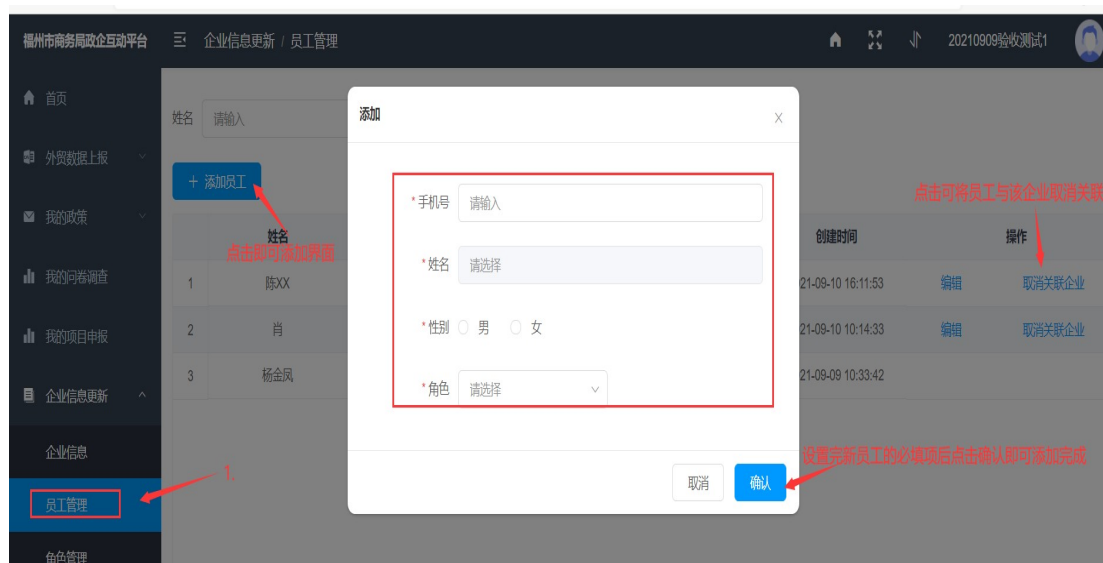 福州市商务局政企互动平台 企业信息更新 / 员工管理 20210909验收测试1
首页
外贸数据上报
我的政策
我的问卷调查
我的项目申报
企业信息更新
企业信息
员工管理
角色管理
1.
姓名 请输入
+ 添加员工
点击即可添加界面
点击可将员工与该企业取消关联
姓名 创建时间 操作
1 陈XX 21-09-10 16:11:53 编辑 取消关联企业
2 肖 21-09-10 10:14:33 编辑 取消关联企业
3 杨金凤 21-09-09 10:33:42
添加 X
*手机号 请输入
*姓名 请选择
*性别 男 女
*角色 请选择
取消 确认
设置完新员工的必填项后点击确认即可添加完成